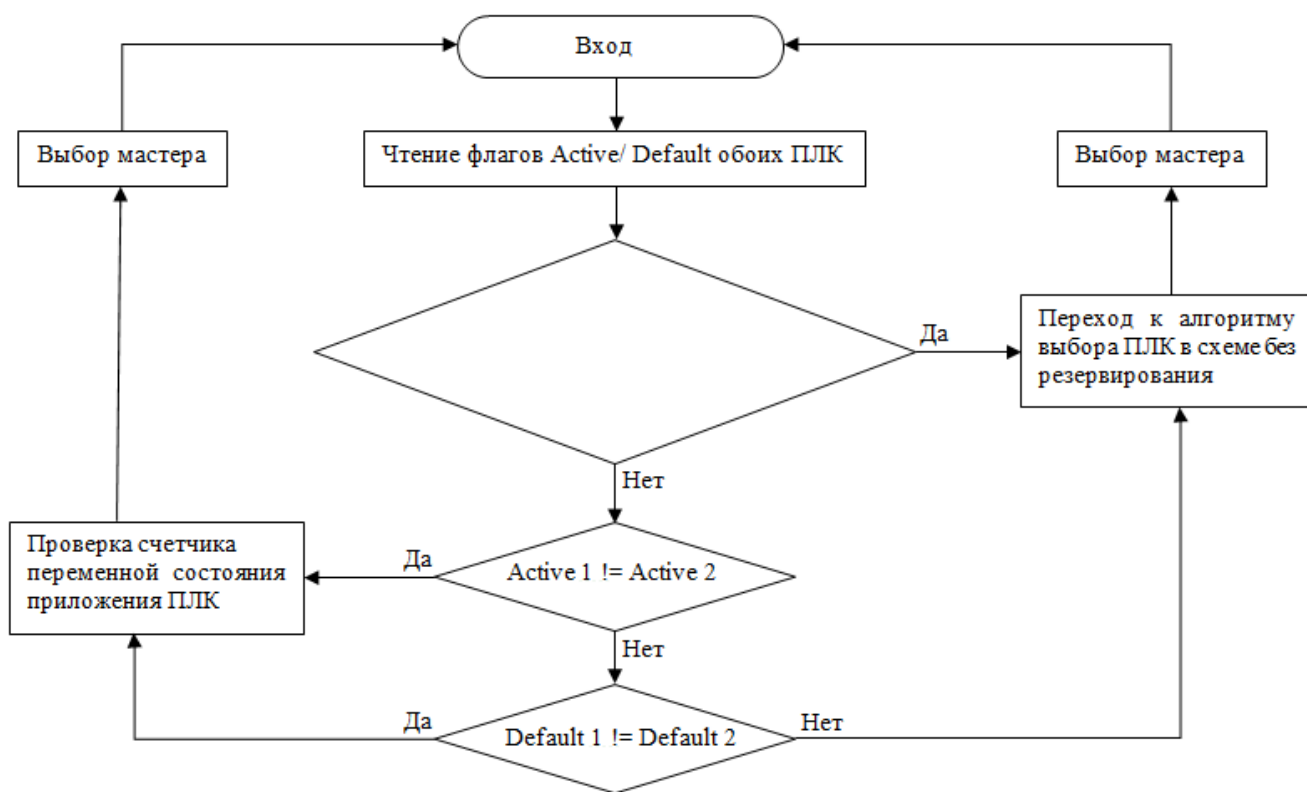 Вход
Выбор мастера
Чтение флагов Active/ Default обоих ПЛК
Выбор мастера
Да
Переход к алгоритму
выбора ПЛК в схеме без
резервирования
Нет
Проверка счетчика
переменной состояния
приложения ПЛК
Да
Active 1 != Active 2
Нет
Да
Default 1 != Default 2
Нет